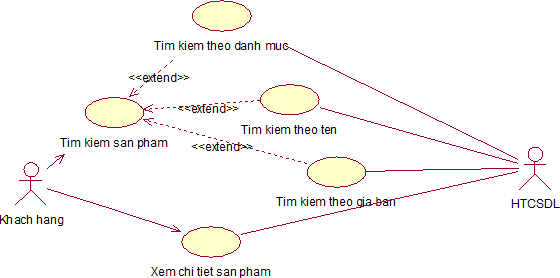 Tim kiem theo danh muc
<<extend>>
<<extend>>
Tim kiem theo ten
Tim kiem san pham
<<extend>>
Tim kiem theo gia ban
HTCSDL
Khach hang
Xem chi tiet san pham